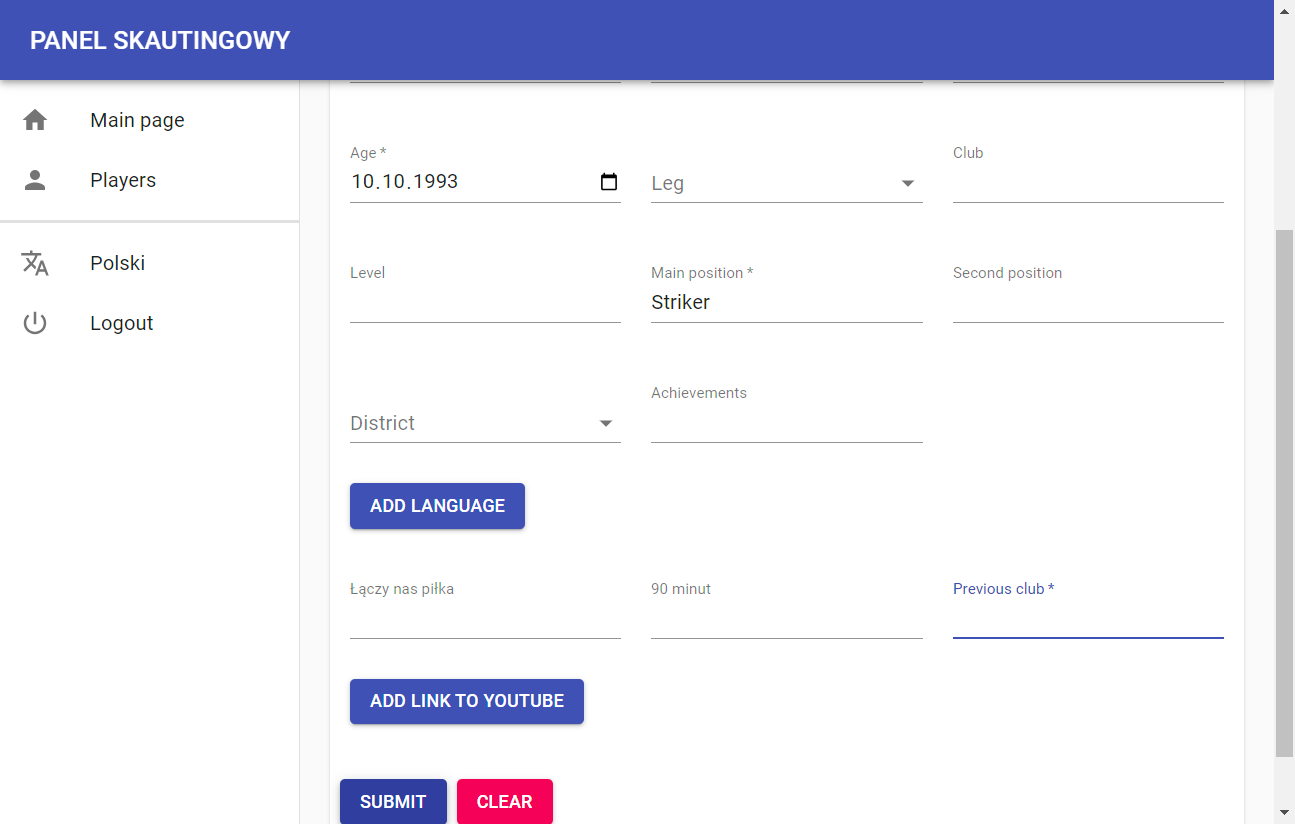 PANEL SKAUTINGOWY
Main page
Players
Polski
Logout
Age *
10.10.1993
Leg
Club
Level
Main position *
Striker
Second position
District
Achievements
ADD LANGUAGE
Łączy nas piłka
90 minut
Previous club *
ADD LINK TO YOUTUBE
SUBMIT
CLEAR